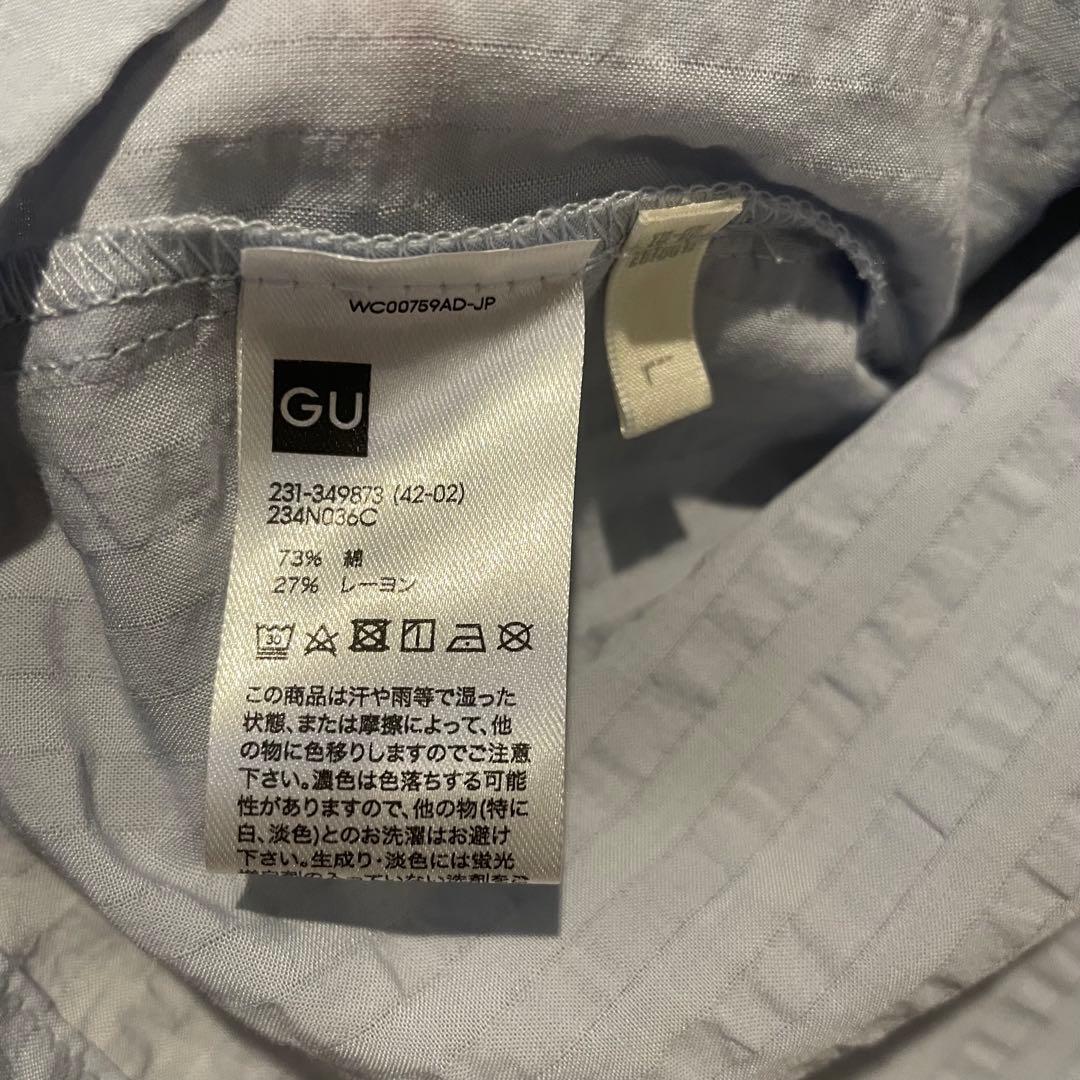 WC00759AD-JP
GU
231-349873 (42-02)
234N036C
73% 綿
27% レーヨン
30
この商品は汗や雨等で湿った
状態、または摩擦によって、他
の物に色移りしますのでご注意
下さい。濃色は色落ちする可能
性がありますので、他の物(特に
白、淡色)とのお洗濯はお避け
下さい。生成り・淡色には蛍光
L